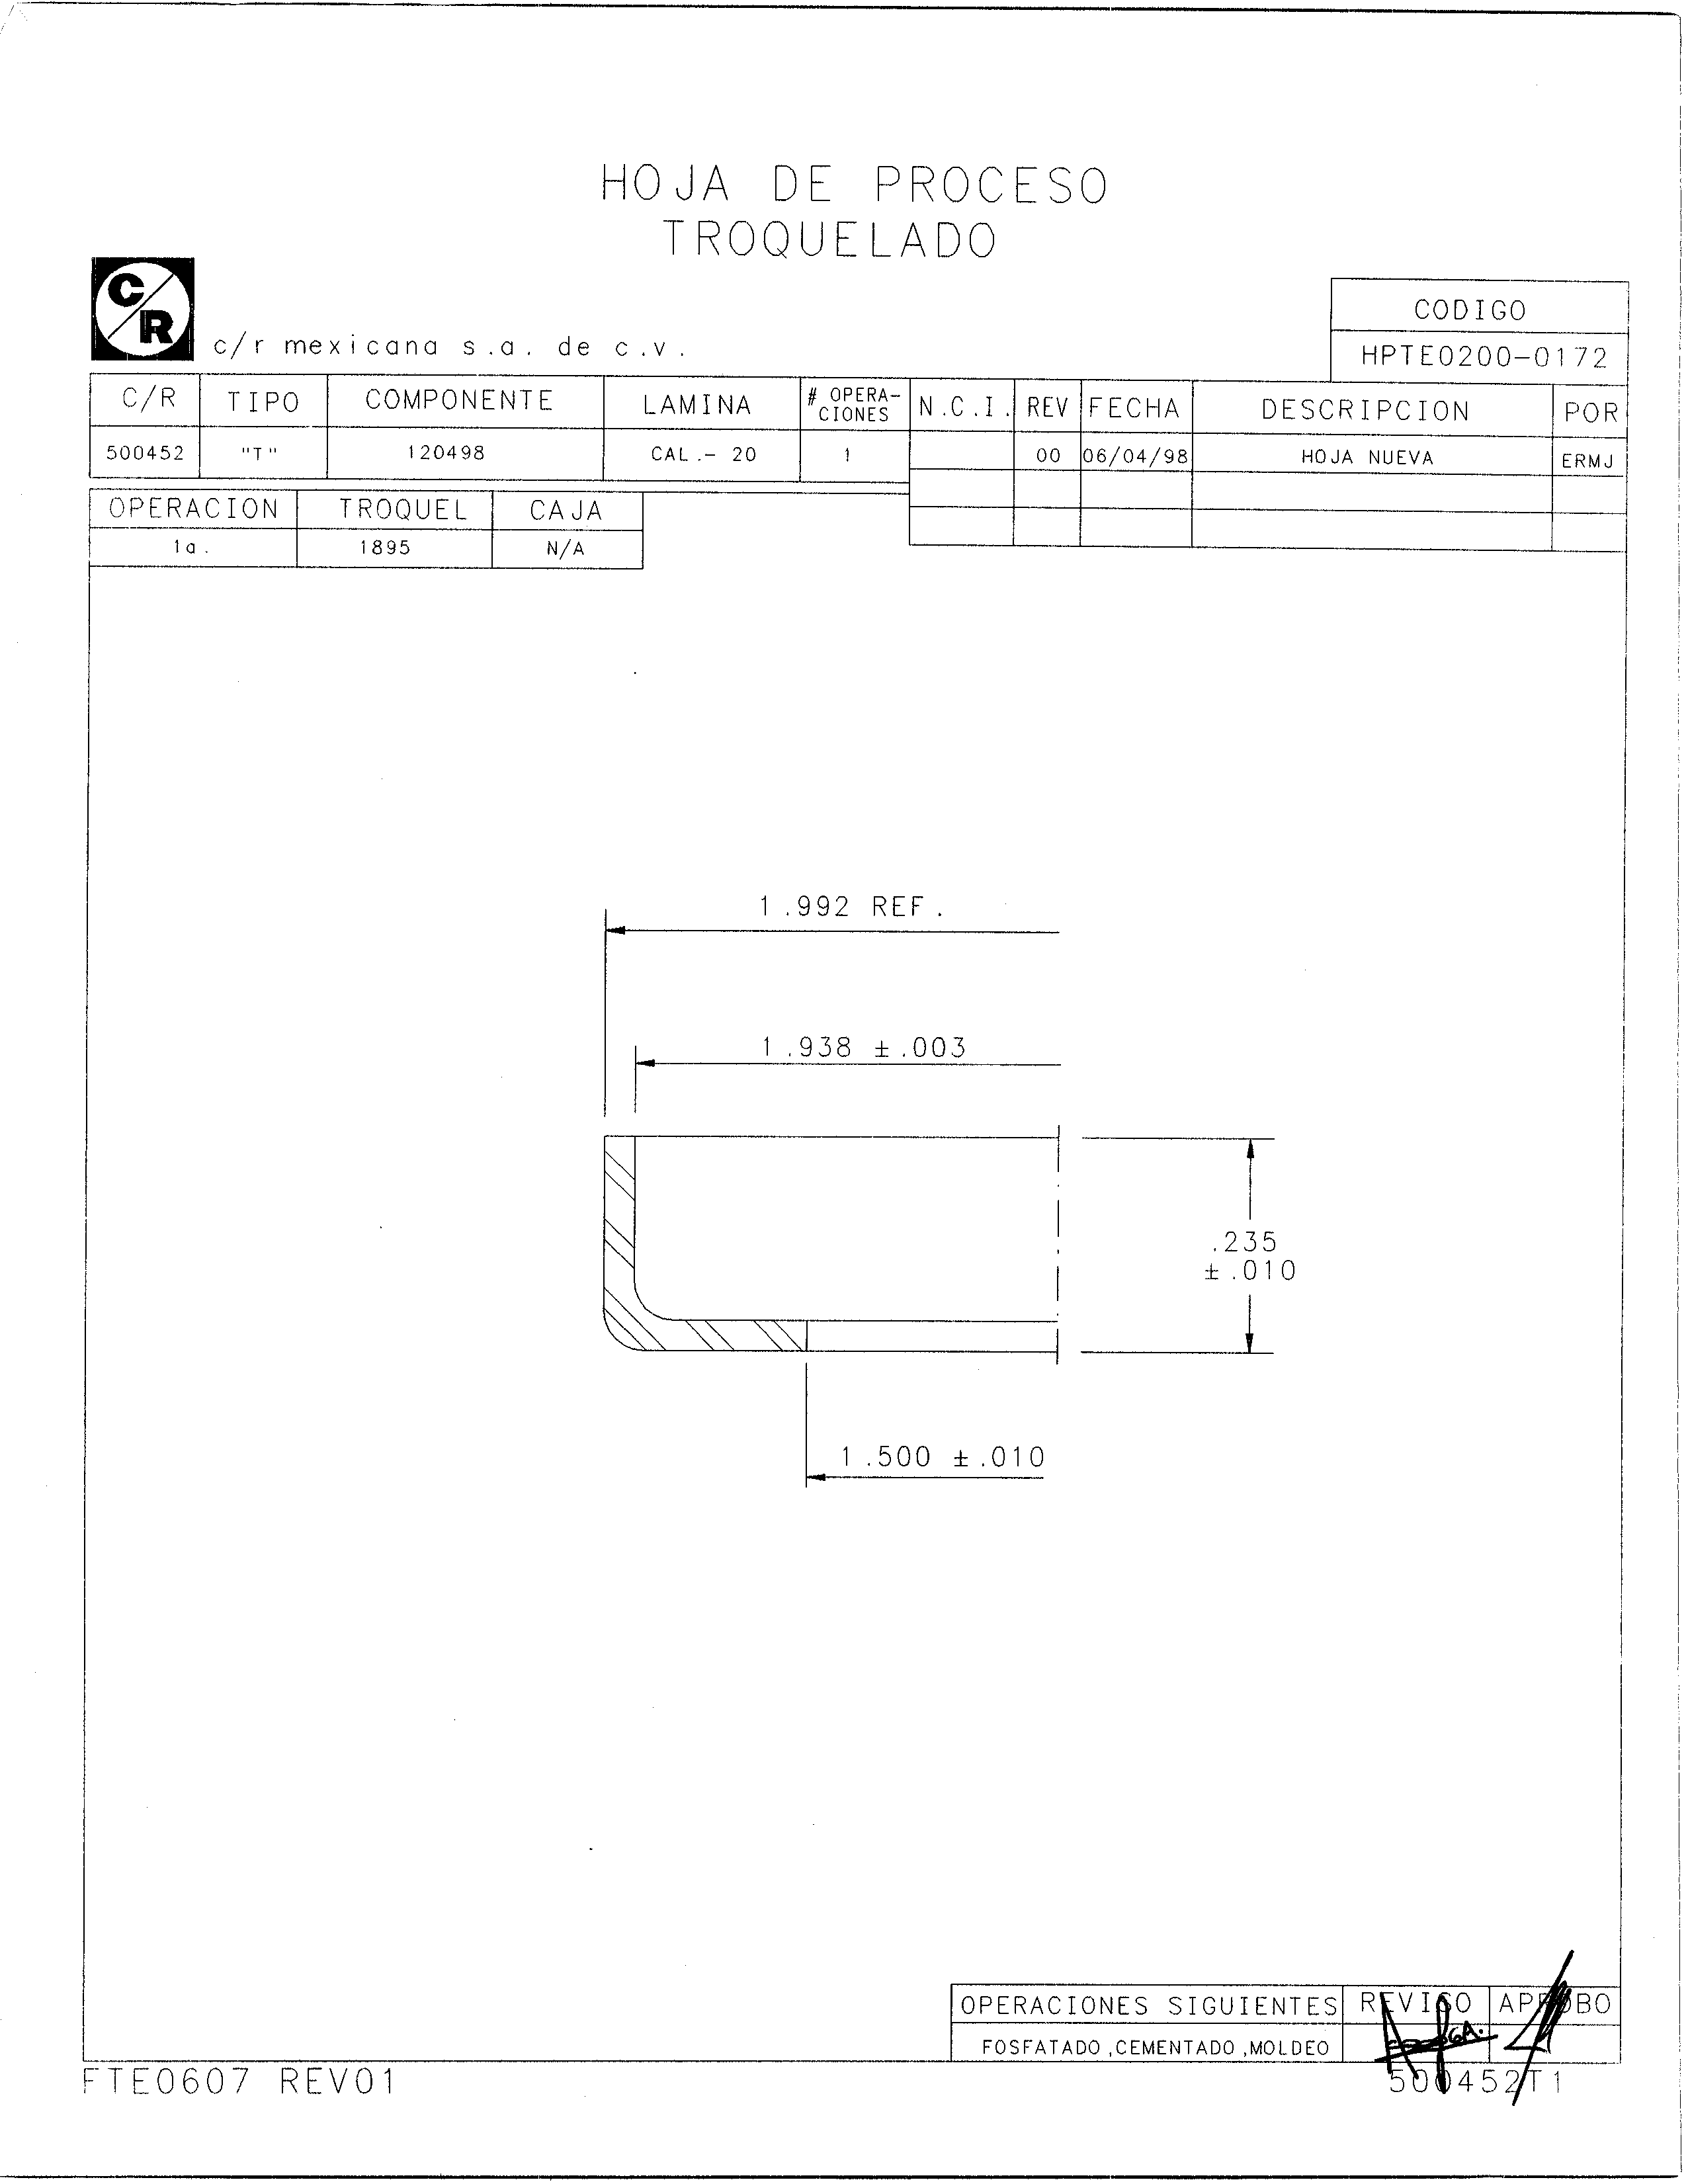 HOJA DE PROCESO
TROQUELADO
C/R
c/r mexicana s.a. de c.v.
CODIGO
HPTE0200-0172
C/R TIPO COMPONENTE LAMINA # OPERA-CIONES N.C.I. REV FECHA DESCRIPCION POR
500452 "T" 120498 CAL.- 20 1 00 06/04/98 HOJA NUEVA ERMJ
OPERACION TROQUEL CAJA
1a. 1895 N/A
1.992 REF.
1.938 ±.003
.235
±.010
1.500 ±.010
OPERACIONES SIGUIENTES REVISO APROBO
FOSFATADO,CEMENTADO,MOLDEO
FTE0607 REV01
500452T1